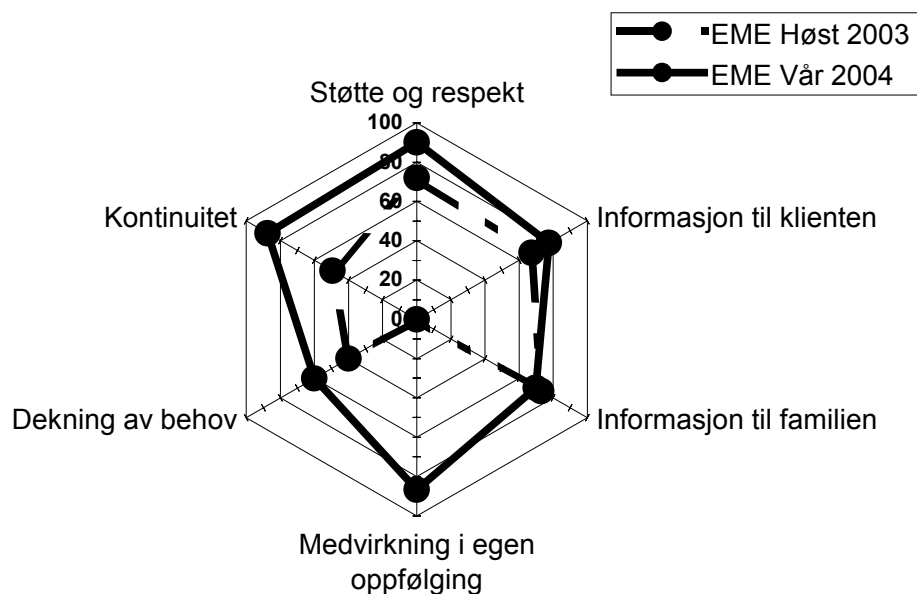 EME Høst 2003
EME Vår 2004
Støtte og respekt
100
80
60
40
20
0
Kontinuitet
Informasjon til klienten
Dekning av behov
Informasjon til familien
Medvirkning i egen
oppfølging